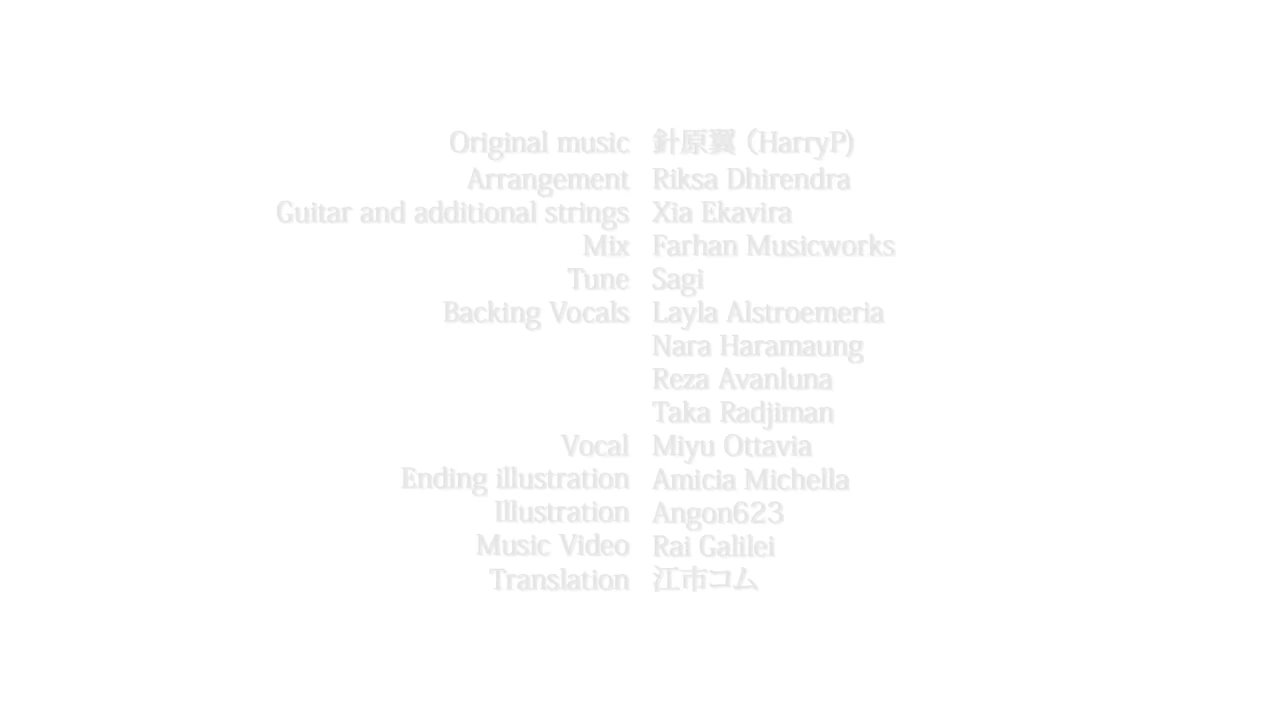 Original music 針原翼 (HarryP)
Arrangement Riksa Dhirendra
Guitar and additional strings Xia Ekavira
Mix Farhan Musicworks
Tune Sagi
Backing Vocals Layla Alstroemeria
Nara Haramaung
Reza Avanluna
Taka Radjiman
Vocal Miyu Ottavia
Ending illustration Amicia Michella
Illustration Angon623
Music Video Rai Galilei
Translation 江市コム